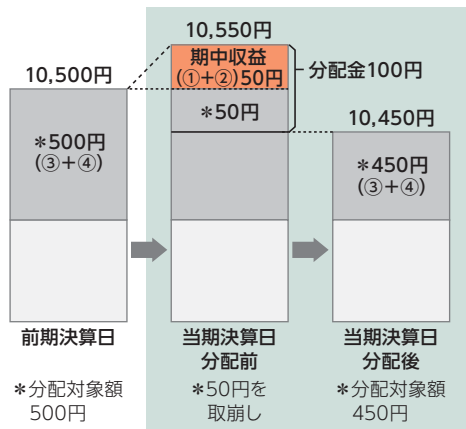 10,500円
＊500円
(③+④)
前期決算日
＊分配対象額
500円
10,550円
期中収益
(①+②)50円
＊50円
分配金100円
当期決算日
分配前
＊50円を
取崩し
10,450円
＊450円
(③+④)
当期決算日
分配後
＊分配対象額
450円